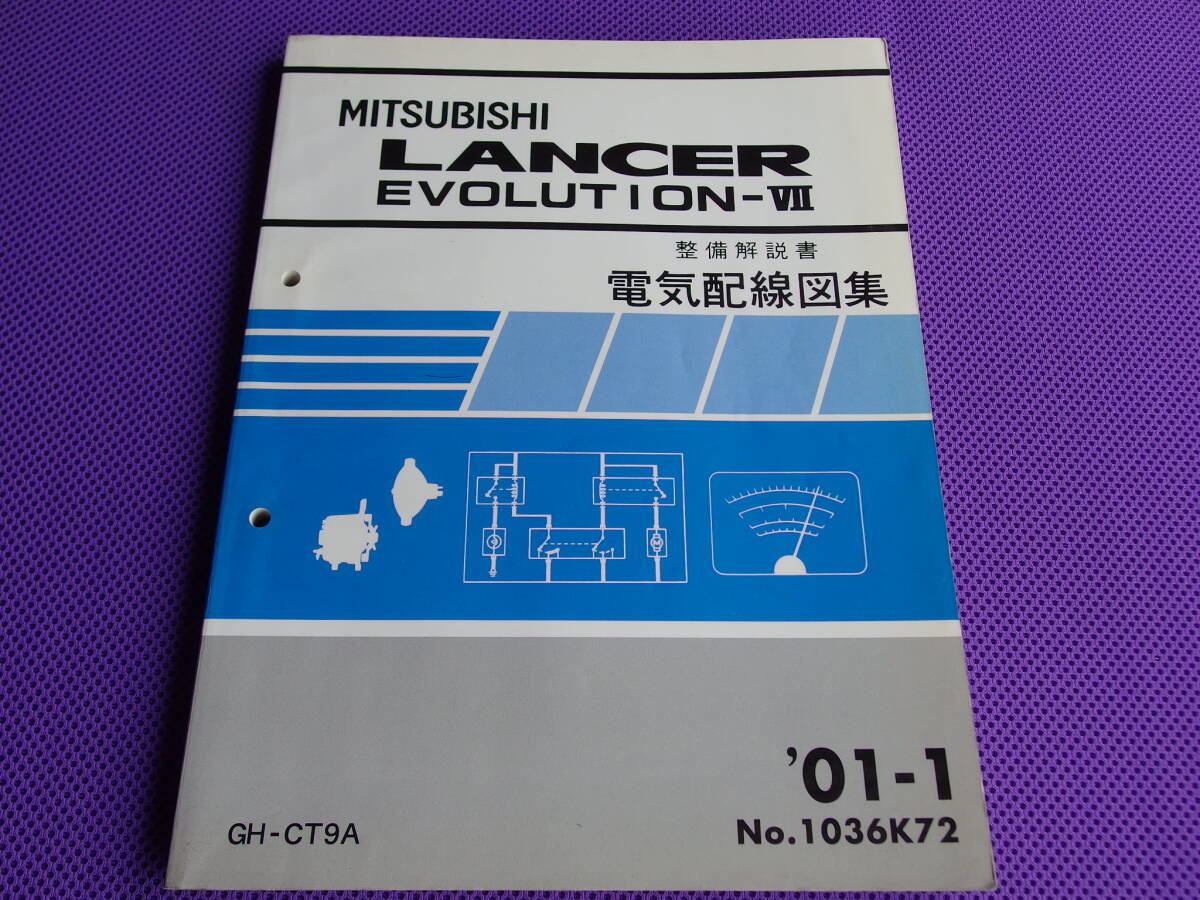 MITSUBISHI
LANCER
EVOLUTION-VII
整備解説書
電気配線図集
M
'01-1
GH-CT9A
No.1036K72